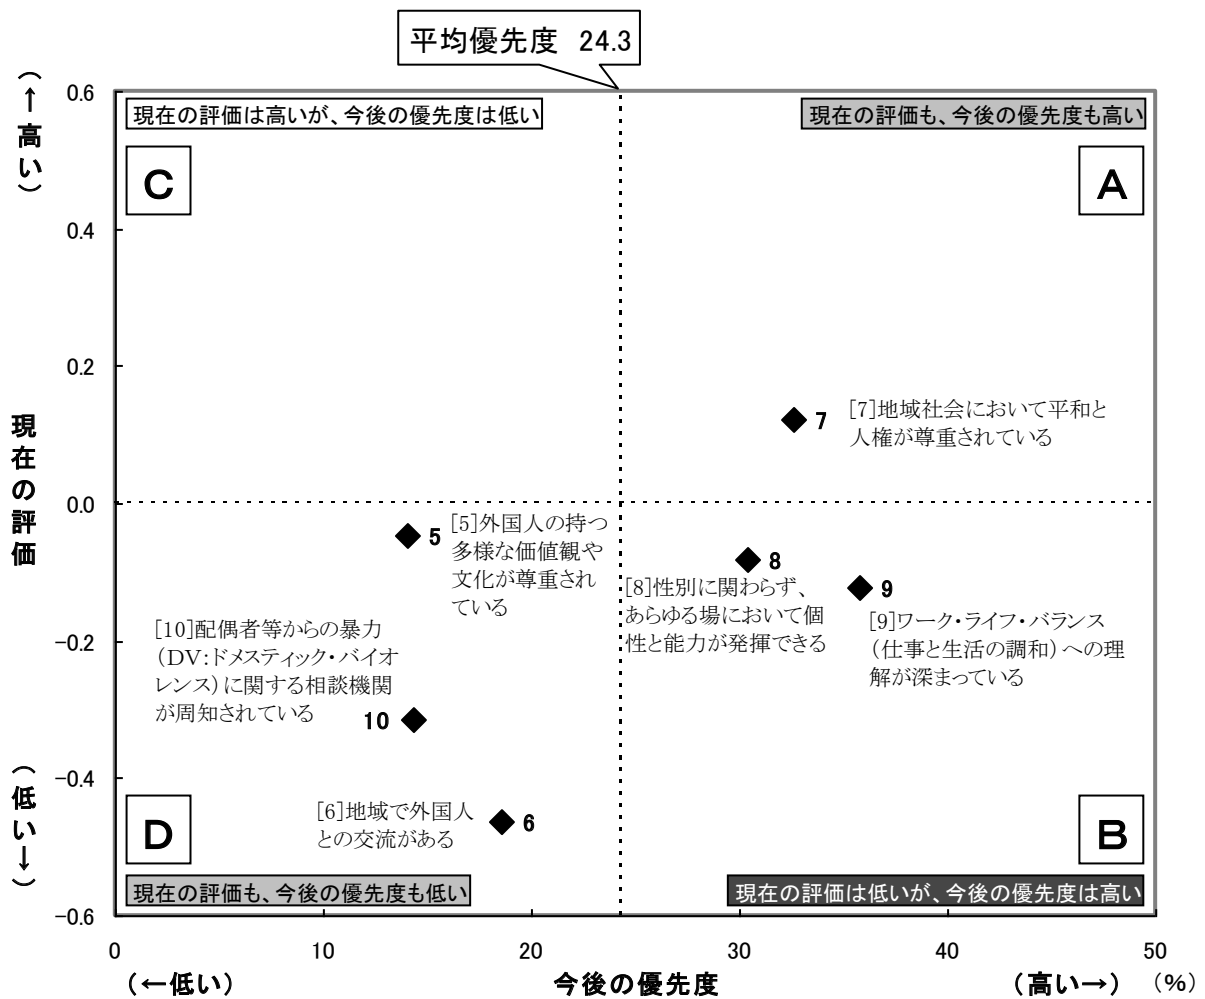 平均優先度 24.3
(←高い)
現在の評価
(低い→)
0.6
0.4
0.2
0.0
-0.2
-0.4
-0.6
現在の評価は高いが、今後の優先度は低い
現在の評価も、今後の優先度も高い
C
A
7
[7]地域社会において平和と
人権が尊重されている
5
[5]外国人の持つ
多様な価値観や
文化が尊重され
ている
8
[8]性別に関わらず、
あらゆる場において個
性と能力が発揮できる
9
[9]ワーク・ライフ・バランス
(仕事と生活の調和)への理
解が深まっている
[10]配偶者等からの暴力
(DV:ドメスティック・バイオ
レンス)に関する相談機関
が周知されている
10
[6]地域で外国人
との交流がある
6
D
B
現在の評価も、今後の優先度も低い
現在の評価は低いが、今後の優先度は高い
0 10 20 30 40 50
(←低い) 今後の優先度 (高い→) (%)